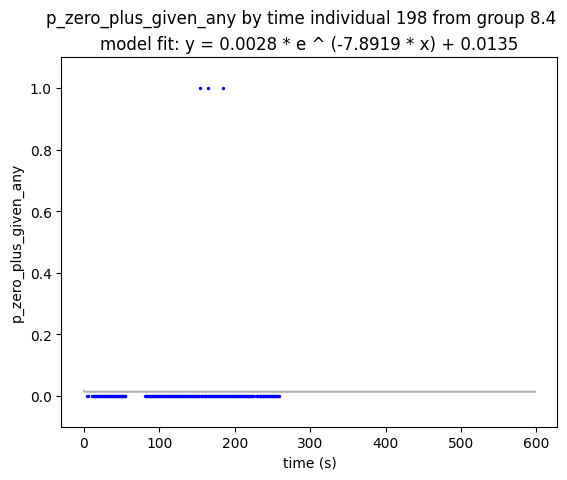 p_zero_plus_given_any by time individual 198 from group 8.4
model fit: y = 0.0028 * e ^ (-7.8919 * x) + 0.0135
1.0
0.8
0.6
0.4
0.2
0.0
p_zero_plus_given_any
0 100 200 300 400 500 600
time (s)